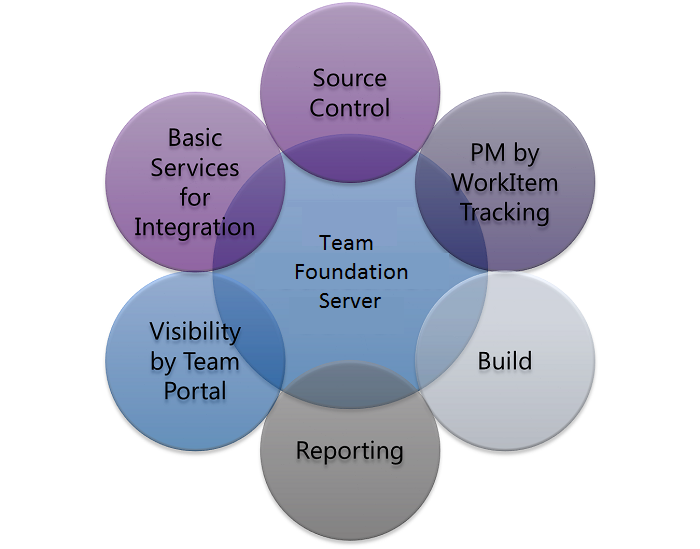 Source
Control
Basic
Services
for
Integration
PM by
WorkItem
Tracking
Team
Foundation
Server
Visibility
by Team
Portal
Build
Reporting